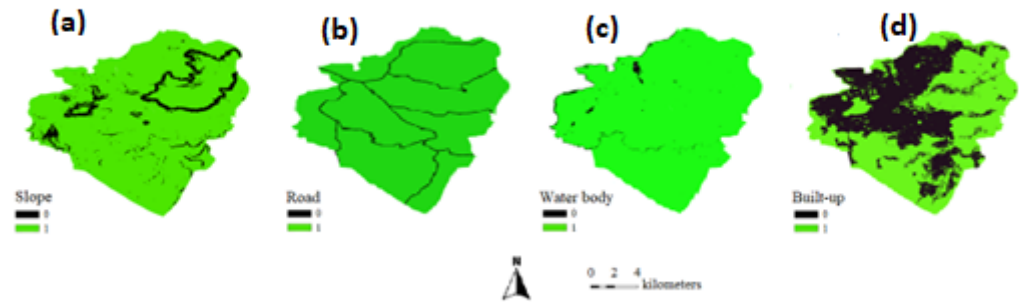 (a)
(b)
(c)
(d)
Slope
0
1
Road
0
1
Water body
0
1
Built-up
0
1
N
0 2 4
kilometers